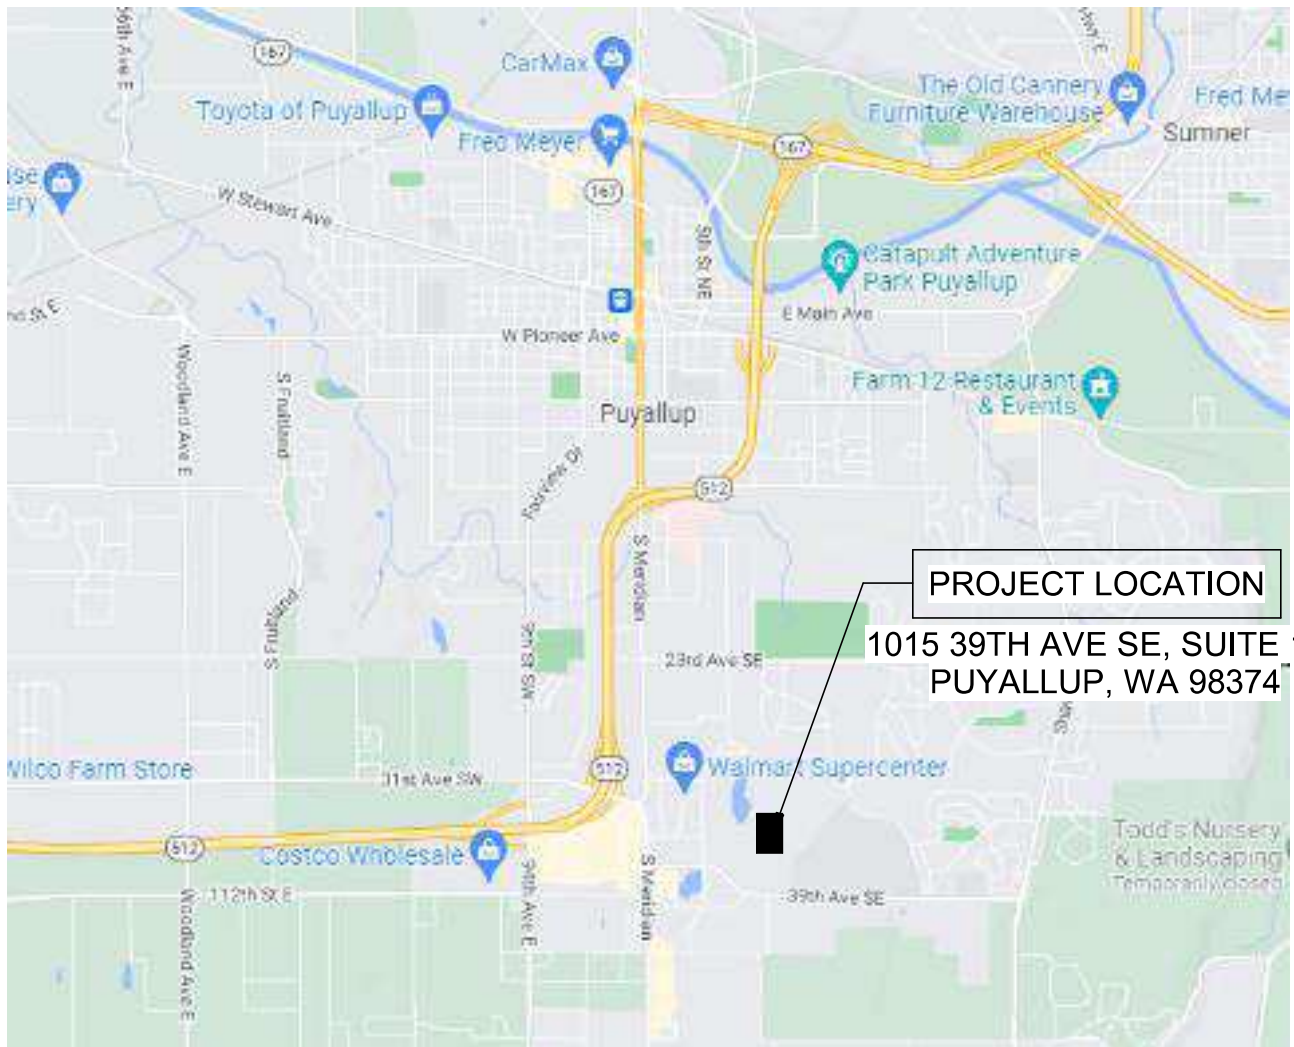 167
CarMax
The Old Cannery
Furniture Warehouse
Toyota of Puyallup
Fred Meyer
Sumner
167
167
W Stewart Ave
5th St NE
Catapult Adventure
Park Puyallup
E Main Ave
W Pioneer Ave
Woodland Ave E
S Fruitland
Farm 12 Restaurant
& Events
Puyallup
Fairview Dr
512
S Meridian
PROJECT LOCATION
S Fruitland
9th St SW
23rd Ave SE
1015 39TH AVE SE, SUITE
PUYALLUP, WA 98374
Wilco Farm Store
31st Ave SW
512
Walmart Supercenter
512
Costco Wholesale
Todd's Nursery
& Landscaping
Temporarily closed
112th St E
94th Ave E
S Meridian
39th Ave SE
Woodland Ave E